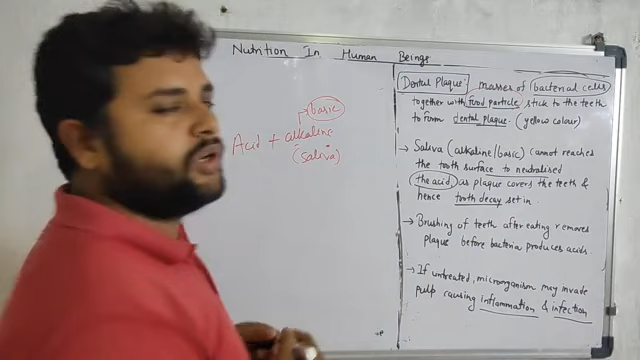 Nutrition In Human Beings
basic
Acid + alkaline
(saliva)
Dental Plaque: masses of bacterial cells
together with food particle stick to the teeth
to form dental plaque. (yellow colour)
→ Saliva (alkaline/basic) cannot reached
the tooth surface to neutralised
the acid as plaque covers the teeth &
hence tooth decay set in.
→ Brushing of teeth after eating removes
plaque before bacteria produces acids.
→ If untreated, microorganism may invade
pulp causing inflammation & infection